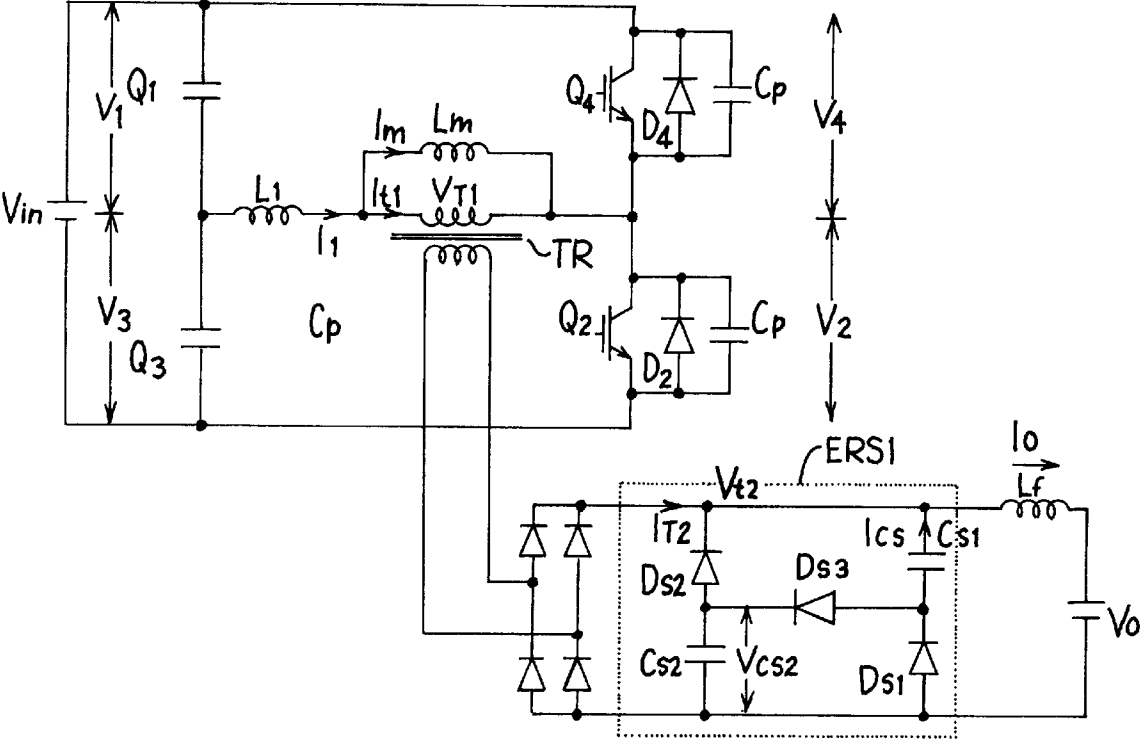 Q1
V1
Q4
Cp
V4
D4
Im
Lm
It1
VT1
Vin
L1
I1
TR
V3
Cp
Q3
Q2
Cp
V2
D2
ERS1
Io
Vt2
Lf
IT2
Ics
Cs1
Ds2
Ds3
Cs2
Vcs2
Ds1
Vo